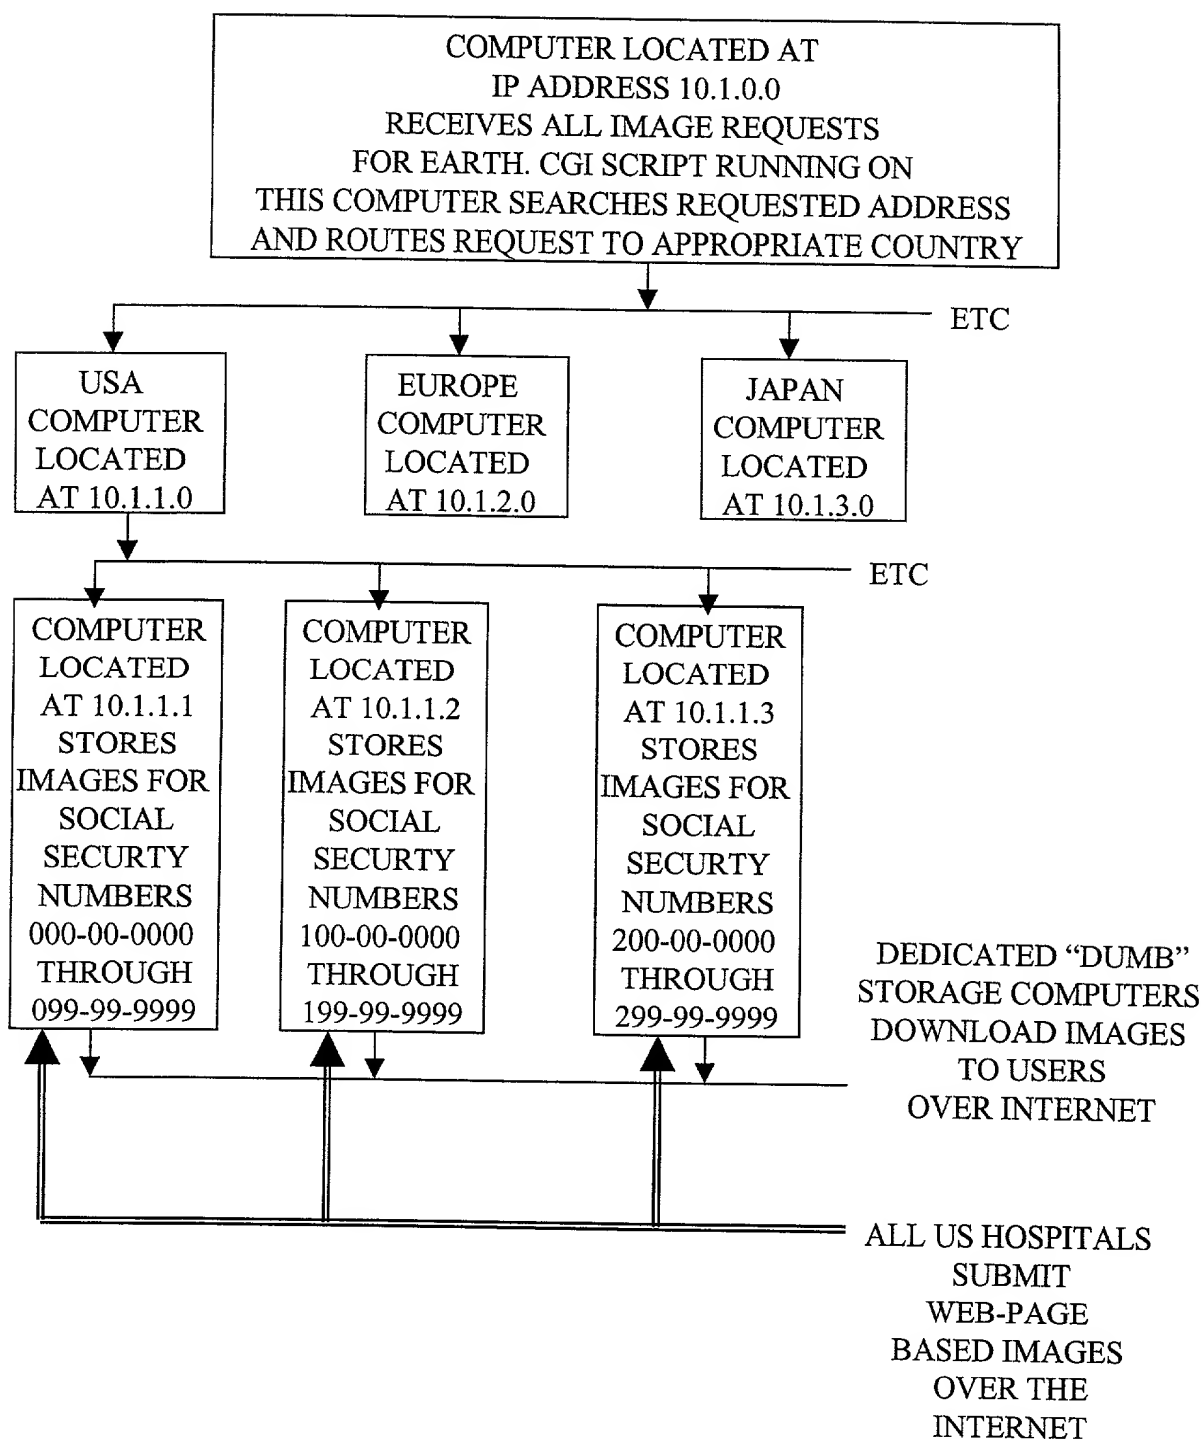 COMPUTER LOCATED AT
IP ADDRESS 10.1.0.0
RECEIVES ALL IMAGE REQUESTS
FOR EARTH. CGI SCRIPT RUNNING ON
THIS COMPUTER SEARCHES REQUESTED ADDRESS
AND ROUTES REQUEST TO APPROPRIATE COUNTRY
ETC
USA
COMPUTER
LOCATED
AT 10.1.1.0
EUROPE
COMPUTER
LOCATED
AT 10.1.2.0
JAPAN
COMPUTER
LOCATED
AT 10.1.3.0
ETC
COMPUTER
LOCATED
AT 10.1.1.1
STORES
IMAGES FOR
SOCIAL
SECURTY
NUMBERS
000-00-0000
THROUGH
099-99-9999
COMPUTER
LOCATED
AT 10.1.1.2
STORES
IMAGES FOR
SOCIAL
SECURTY
NUMBERS
100-00-0000
THROUGH
199-99-9999
COMPUTER
LOCATED
AT 10.1.1.3
STORES
IMAGES FOR
SOCIAL
SECURTY
NUMBERS
200-00-0000
THROUGH
299-99-9999
DEDICATED “DUMB”
STORAGE COMPUTERS
DOWNLOAD IMAGES
TO USERS
OVER INTERNET
ALL US HOSPITALS
SUBMIT
WEB-PAGE
BASED IMAGES
OVER THE
INTERNET